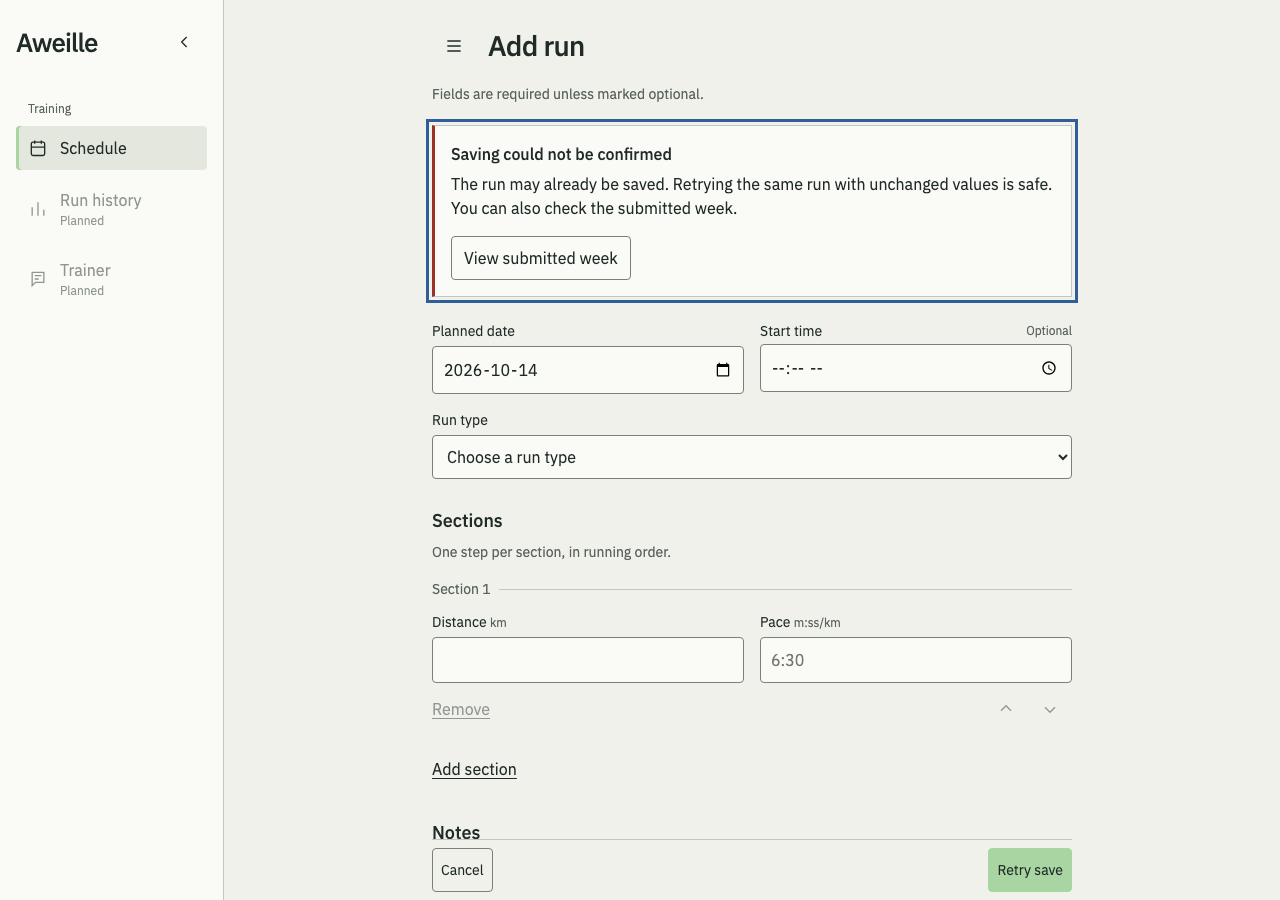 Aweille
Training
Schedule
Run history
Planned
Trainer
Planned
Add run
Fields are required unless marked optional.
Saving could not be confirmed
The run may already be saved. Retrying the same run with unchanged values is safe.
You can also check the submitted week.
View submitted week
Planned date
Start time Optional
2026-10-14
--:-- --
Run type
Choose a run type
Sections
One step per section, in running order.
Section 1
Distance km
Pace m:ss/km
6:30
Remove
Add section
Notes
Cancel
Retry save